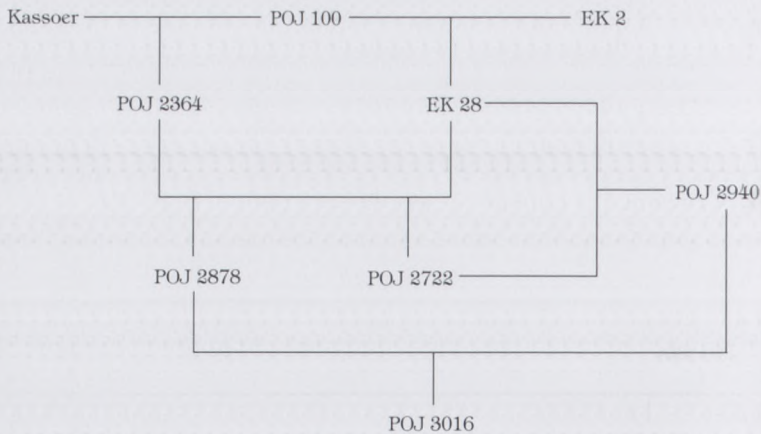 Kassoer POJ 100 EK 2
POJ 2364 EK 28
POJ 2940
POJ 2878 POJ 2722
POJ 3016